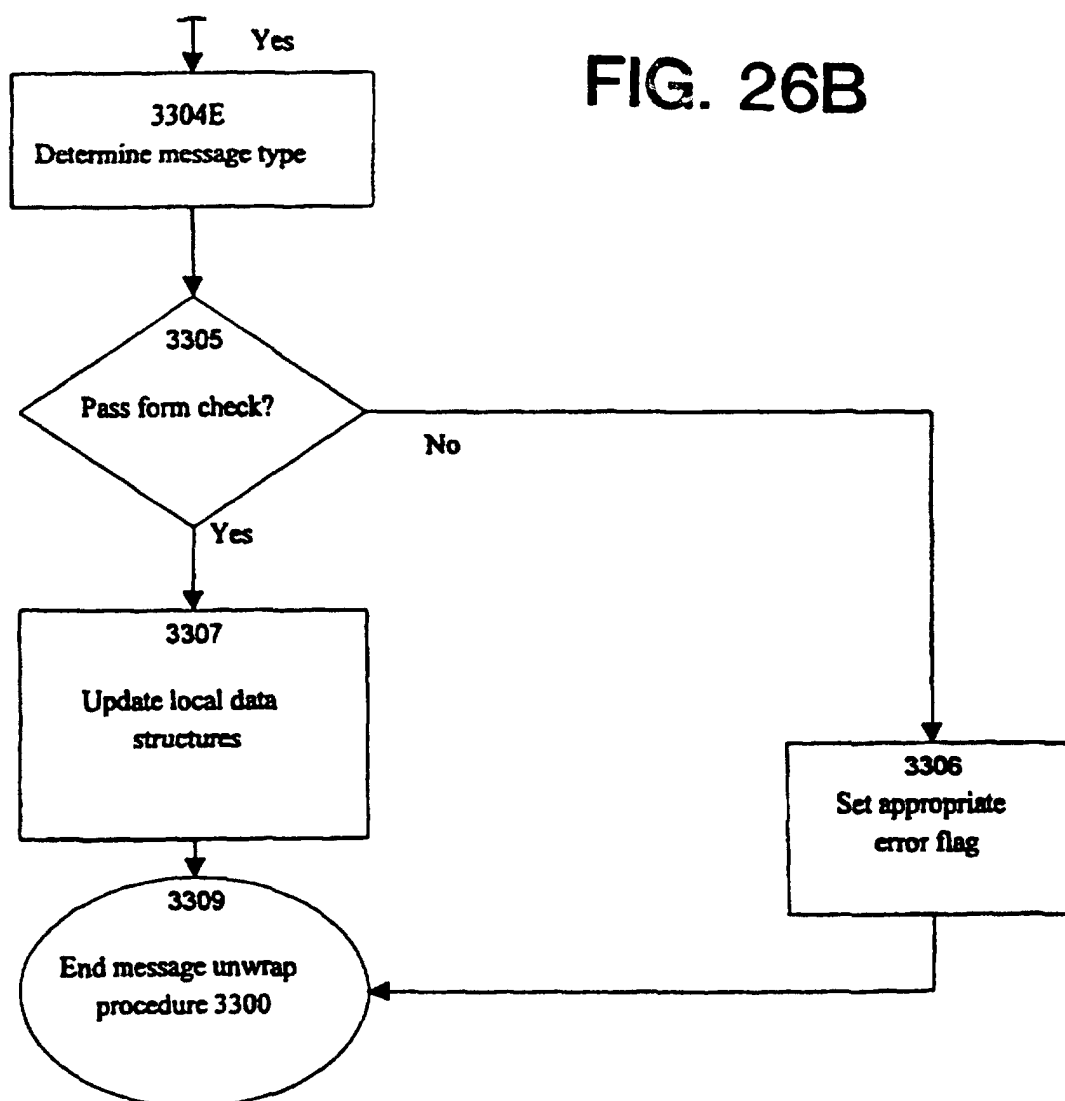 Yes
FIG. 26B
3304E
Determine message type
3305
Pass form check?
No
Yes
3307
Update local data
structures
3306
Set appropriate
error flag
3309
End message unwrap
procedure 3300